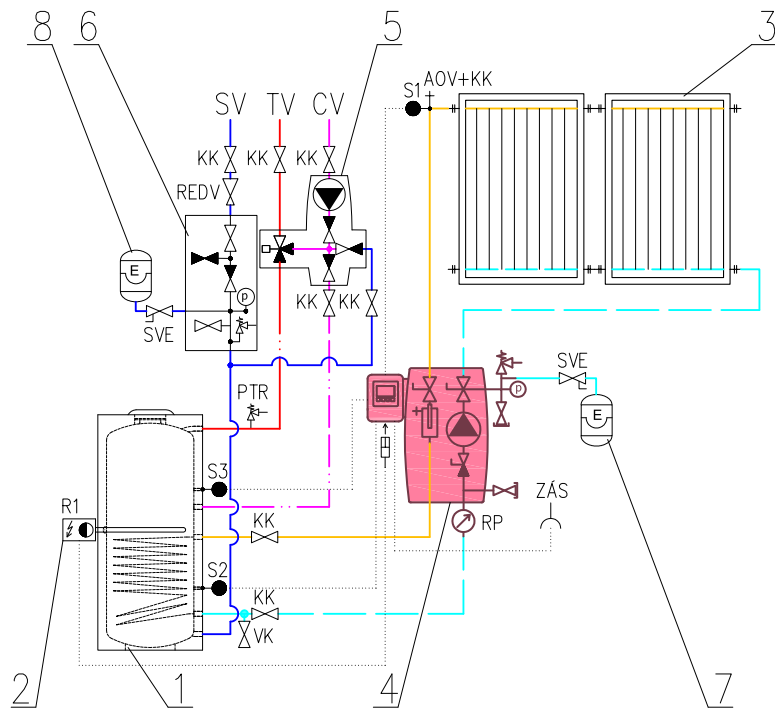 8
6
5
3
SV
TV
CV
S1
AOV+KK
KK
KK
KK
REDV
E
p
SVE
KK
KK
PTR
SVE
p
E
S3
R1
KK
ZÁS
RP
S2
KK
VK
2
1
4
7